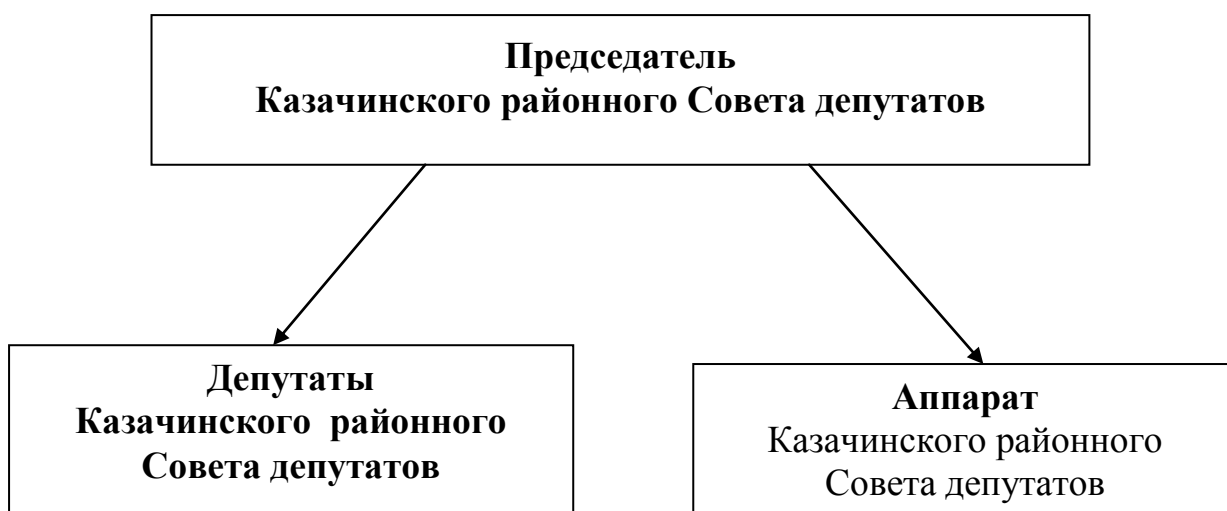 Председатель
Казачинского районного Совета депутатов
Депутаты
Казачинского районного
Совета депутатов
Аппарат
Казачинского районного
Совета депутатов